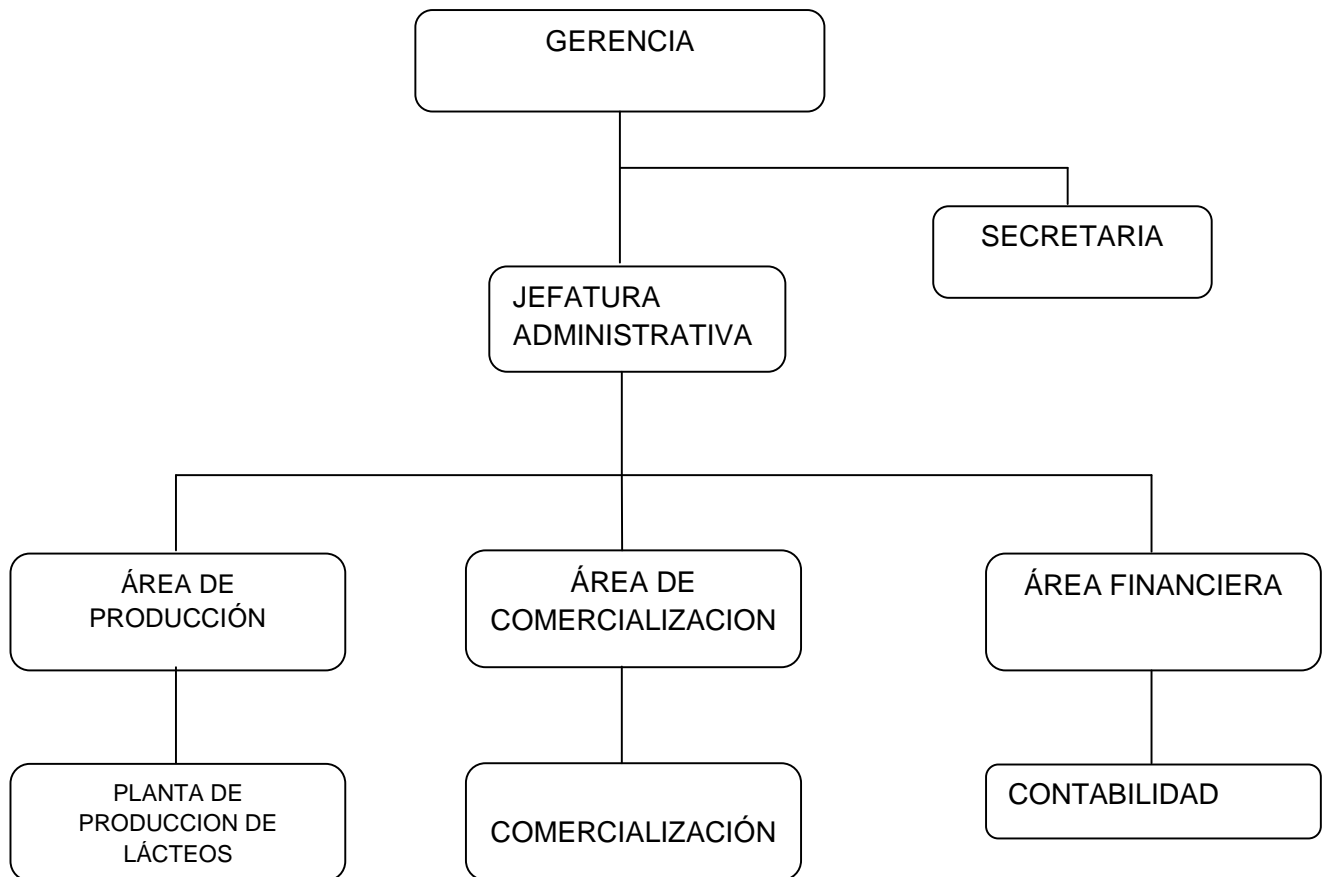 GERENCIA
SECRETARIA
JEFATURA
ADMINISTRATIVA
ÁREA DE
PRODUCCIÓN
ÁREA DE
COMERCIALIZACION
ÁREA FINANCIERA
PLANTA DE
PRODUCCION DE
LÁCTEOS
COMERCIALIZACIÓN
CONTABILIDAD